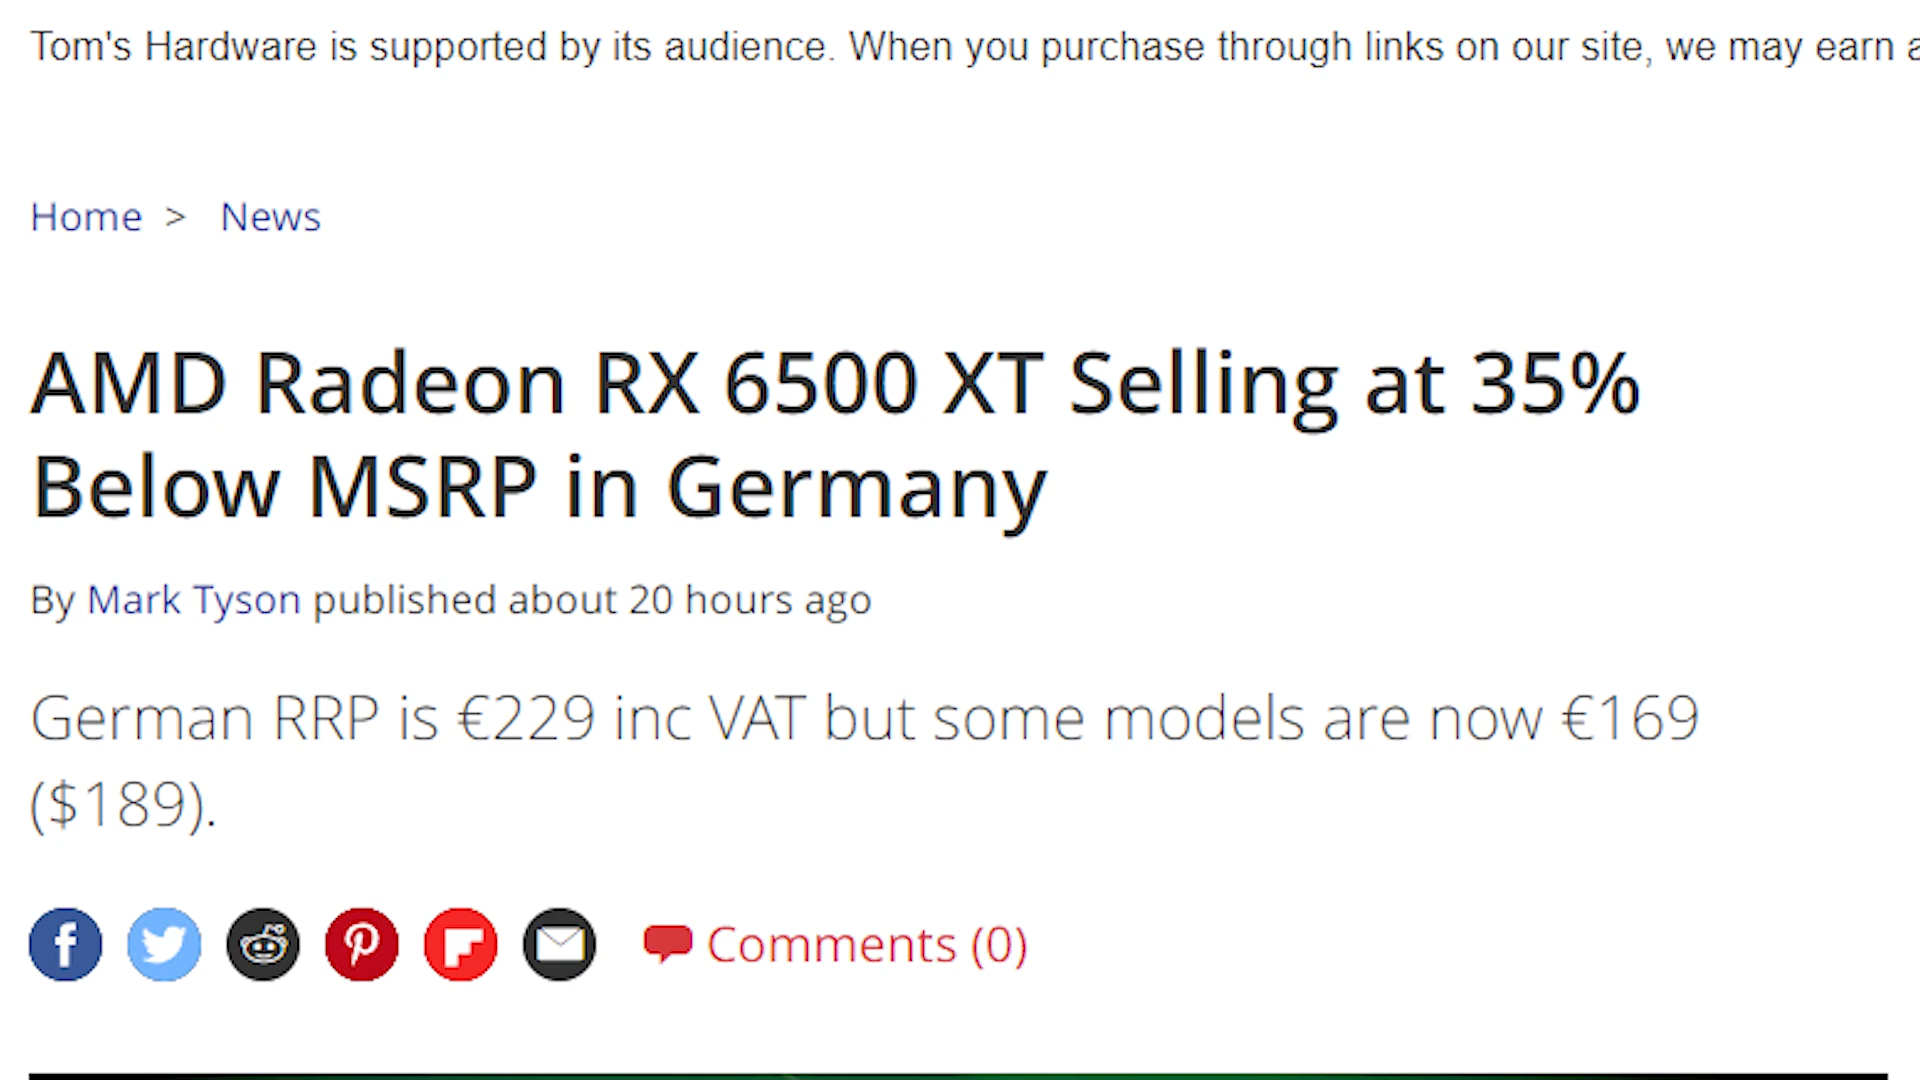 Tom's Hardware is supported by its audience. When you purchase through links on our site, we may earn a
Home > News
AMD Radeon RX 6500 XT Selling at 35%
Below MSRP in Germany
By Mark Tyson published about 20 hours ago
German RRP is €229 inc VAT but some models are now €169
($189).
Comments (0)